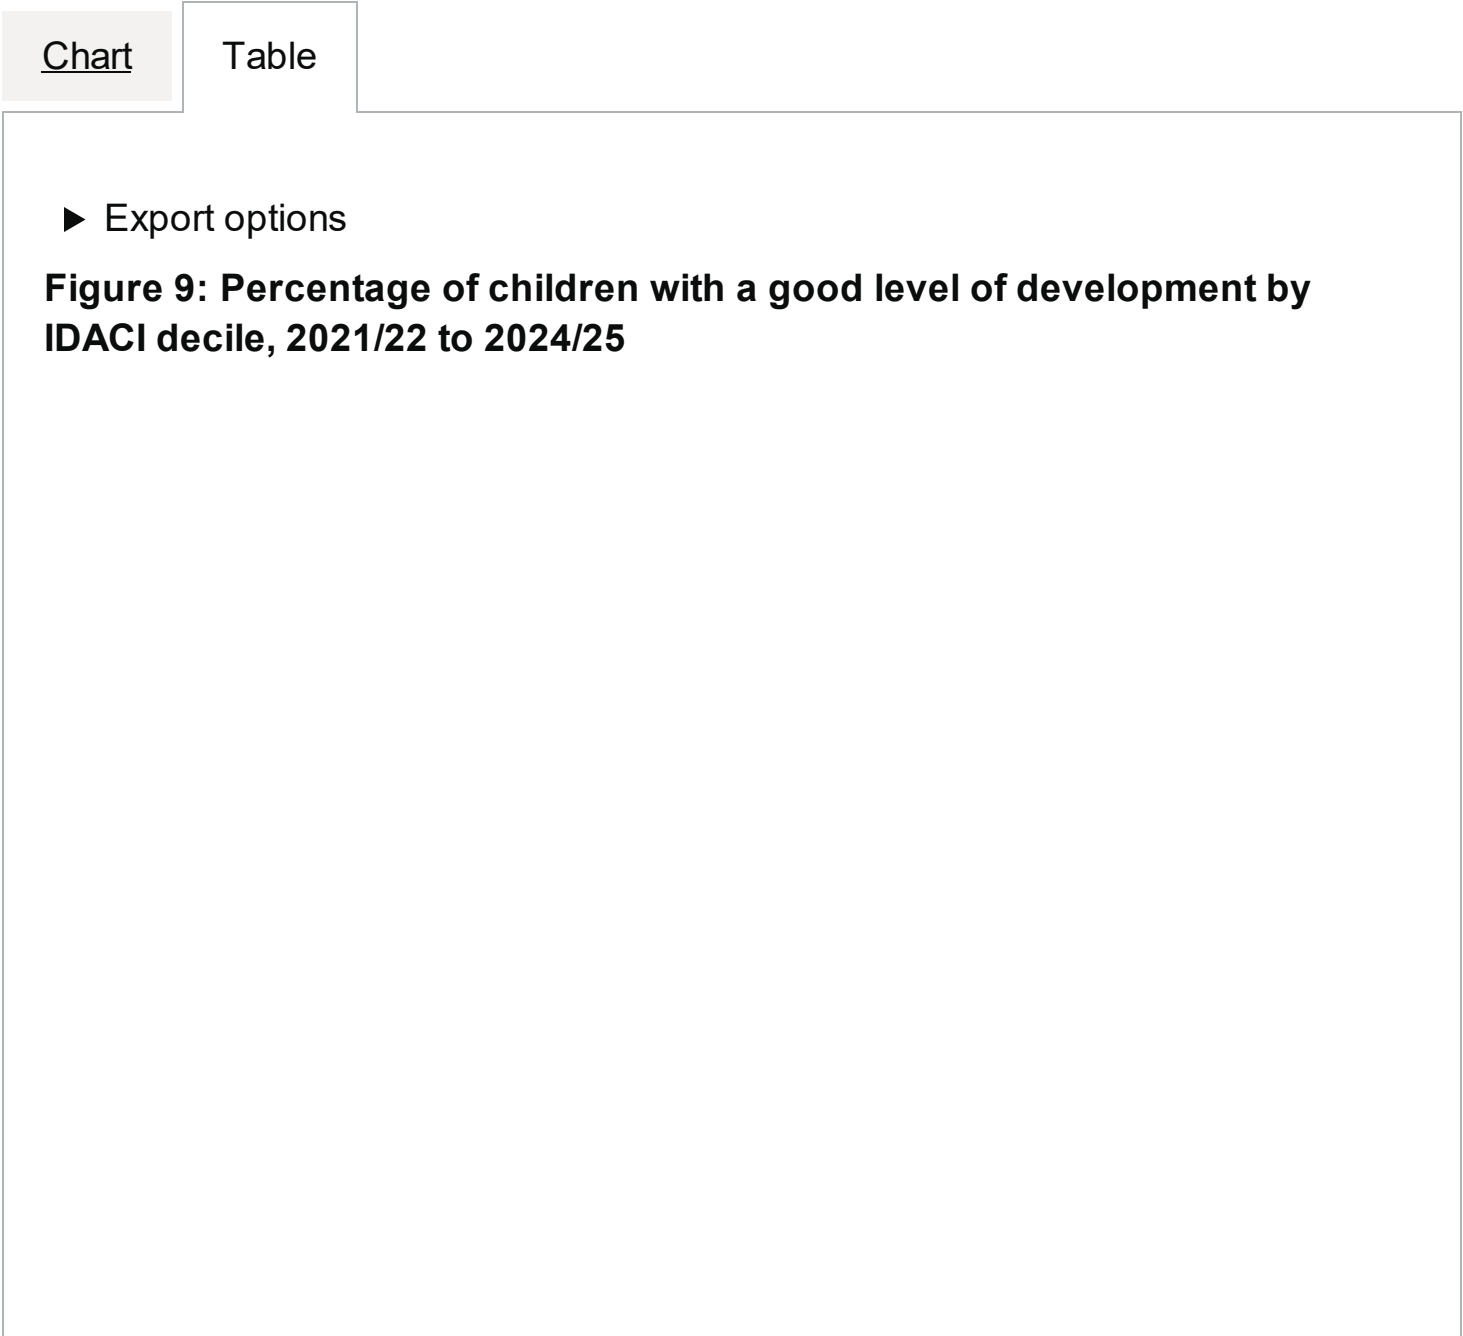 Chart
Table
Export options
Figure 9: Percentage of children with a good level of development by
IDACI decile, 2021/22 to 2024/25